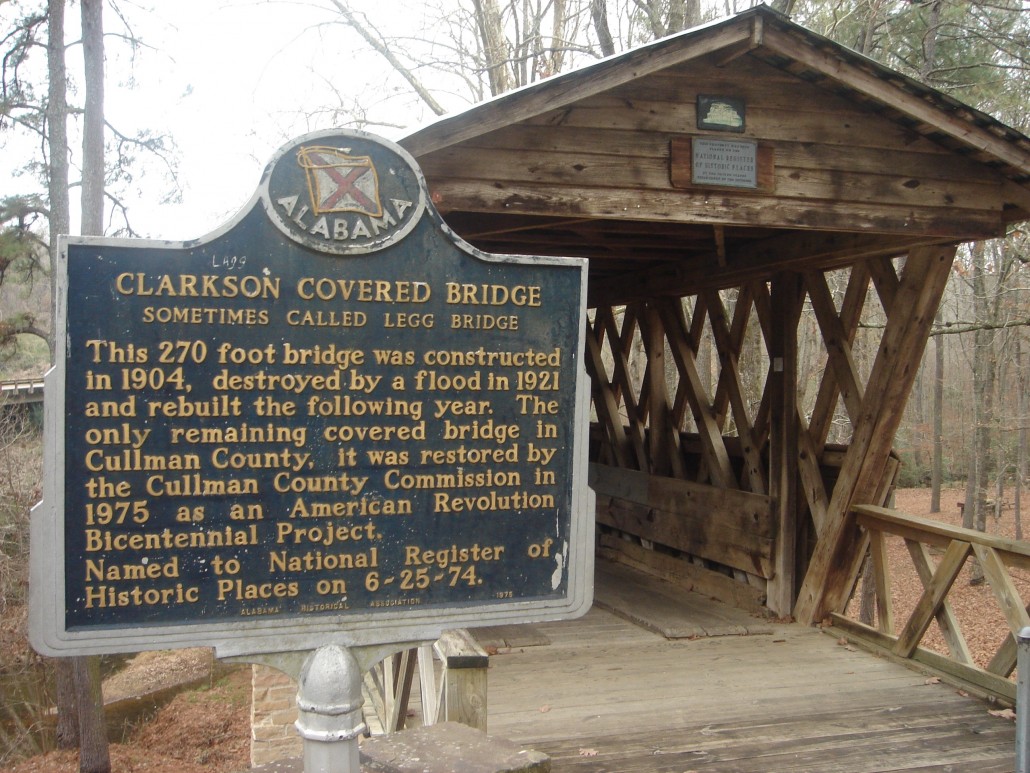 ALABAMA
Lagg
CLARKSON COVERED BRIDGE
SOMETIMES CALLED LEGG BRIDGE
This 270 foot bridge was constructed
in 1904, destroyed by a flood in 1921
and rebuilt the following year. The
only remaining covered bridge in
Cullman County, it was restored by
the Cullman County Commission in
1975 as an American Revolution
Bicentennial Project.
Named to National Register of
Historic Places on 6-25-74.
ALABAMA HISTORICAL ASSOCIATION 1975
NATIONAL REGISTER
OF HISTORIC PLACES